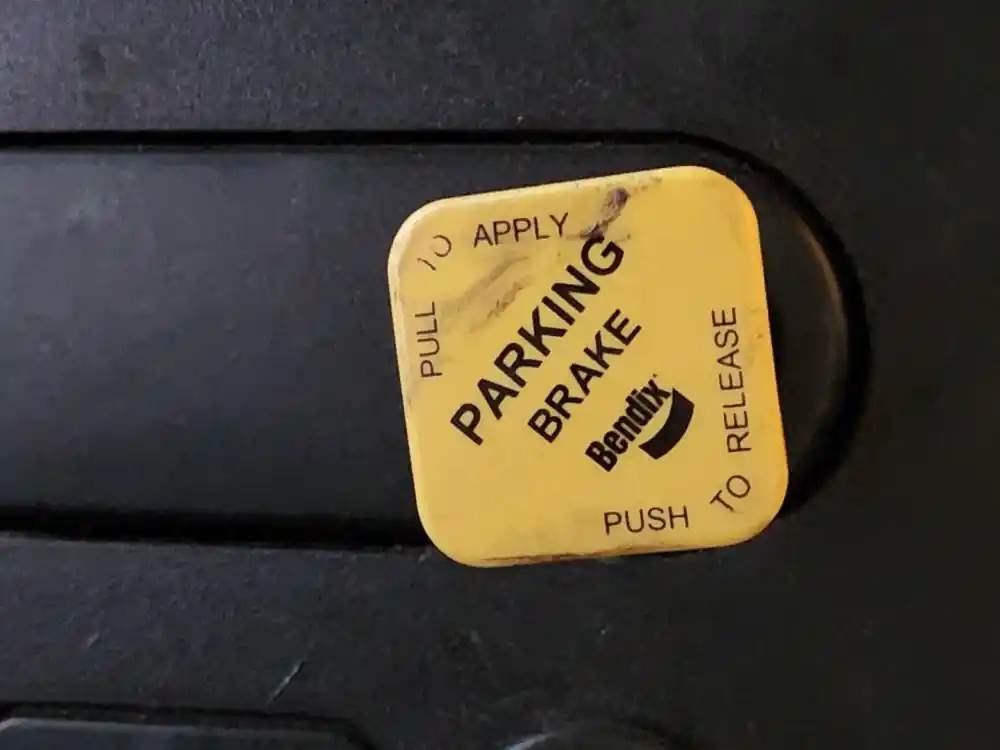 PULL TO APPLY
PARKING
BRAKE
Bendix
PUSH TO RELEASE